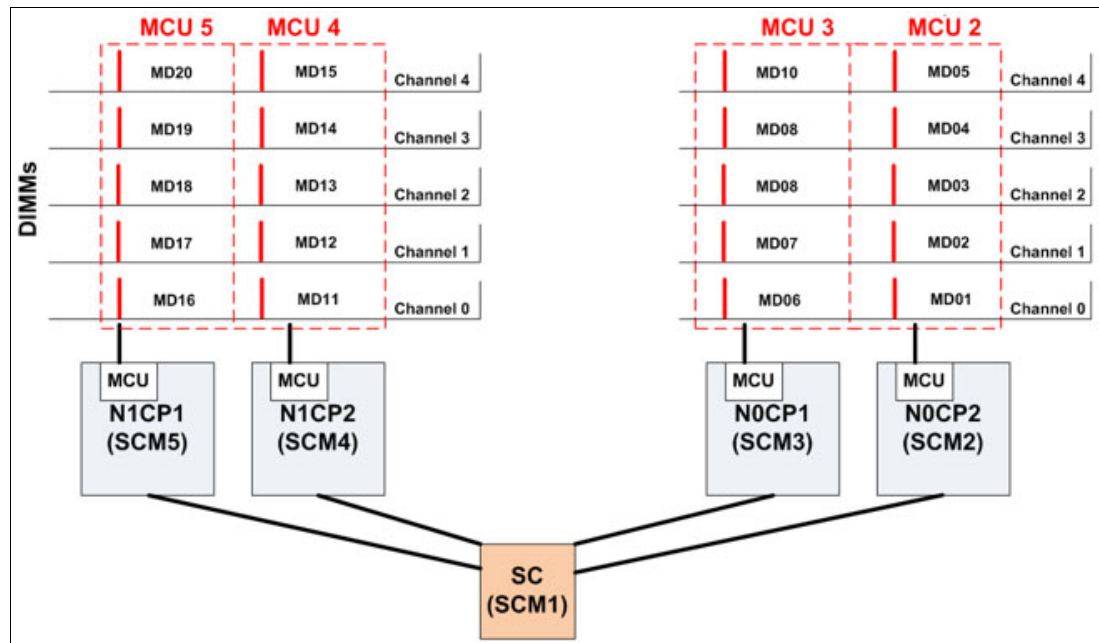 MCU 5 MCU 4 MCU 3 MCU 2
MD20 MD15 Channel 4 MD10 MD05 Channel 4
MD19 MD14 Channel 3 MD08 MD04 Channel 3
DIMMs
MD18 MD13 Channel 2 MD08 MD03 Channel 2
MD17 MD12 Channel 1 MD07 MD02 Channel 1
MD16 MD11 Channel 0 MD06 MD01 Channel 0
MCU MCU MCU MCU
N1CP1 N1CP2 N0CP1 N0CP2
(SCM5) (SCM4) (SCM3) (SCM2)
SC
(SCM1)